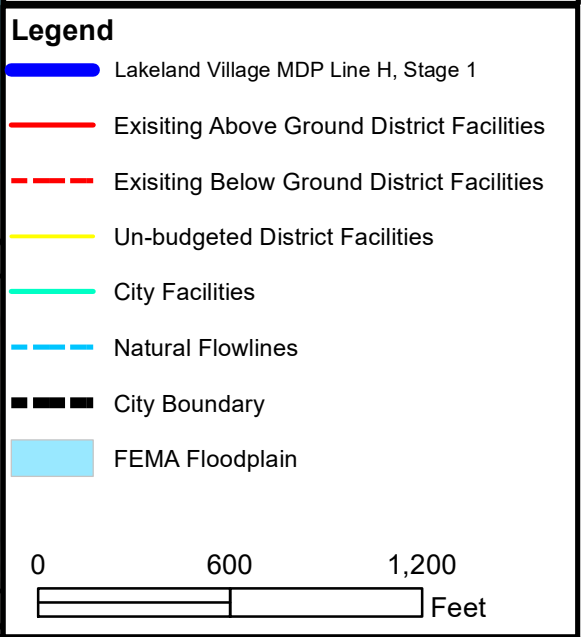 Legend
Lakeland Village MDP Line H, Stage 1
Exisiting Above Ground District Facilities
Exisiting Below Ground District Facilities
Un-budgeted District Facilities
City Facilities
Natural Flowlines
City Boundary
FEMA Floodplain
0 600 1,200
Feet